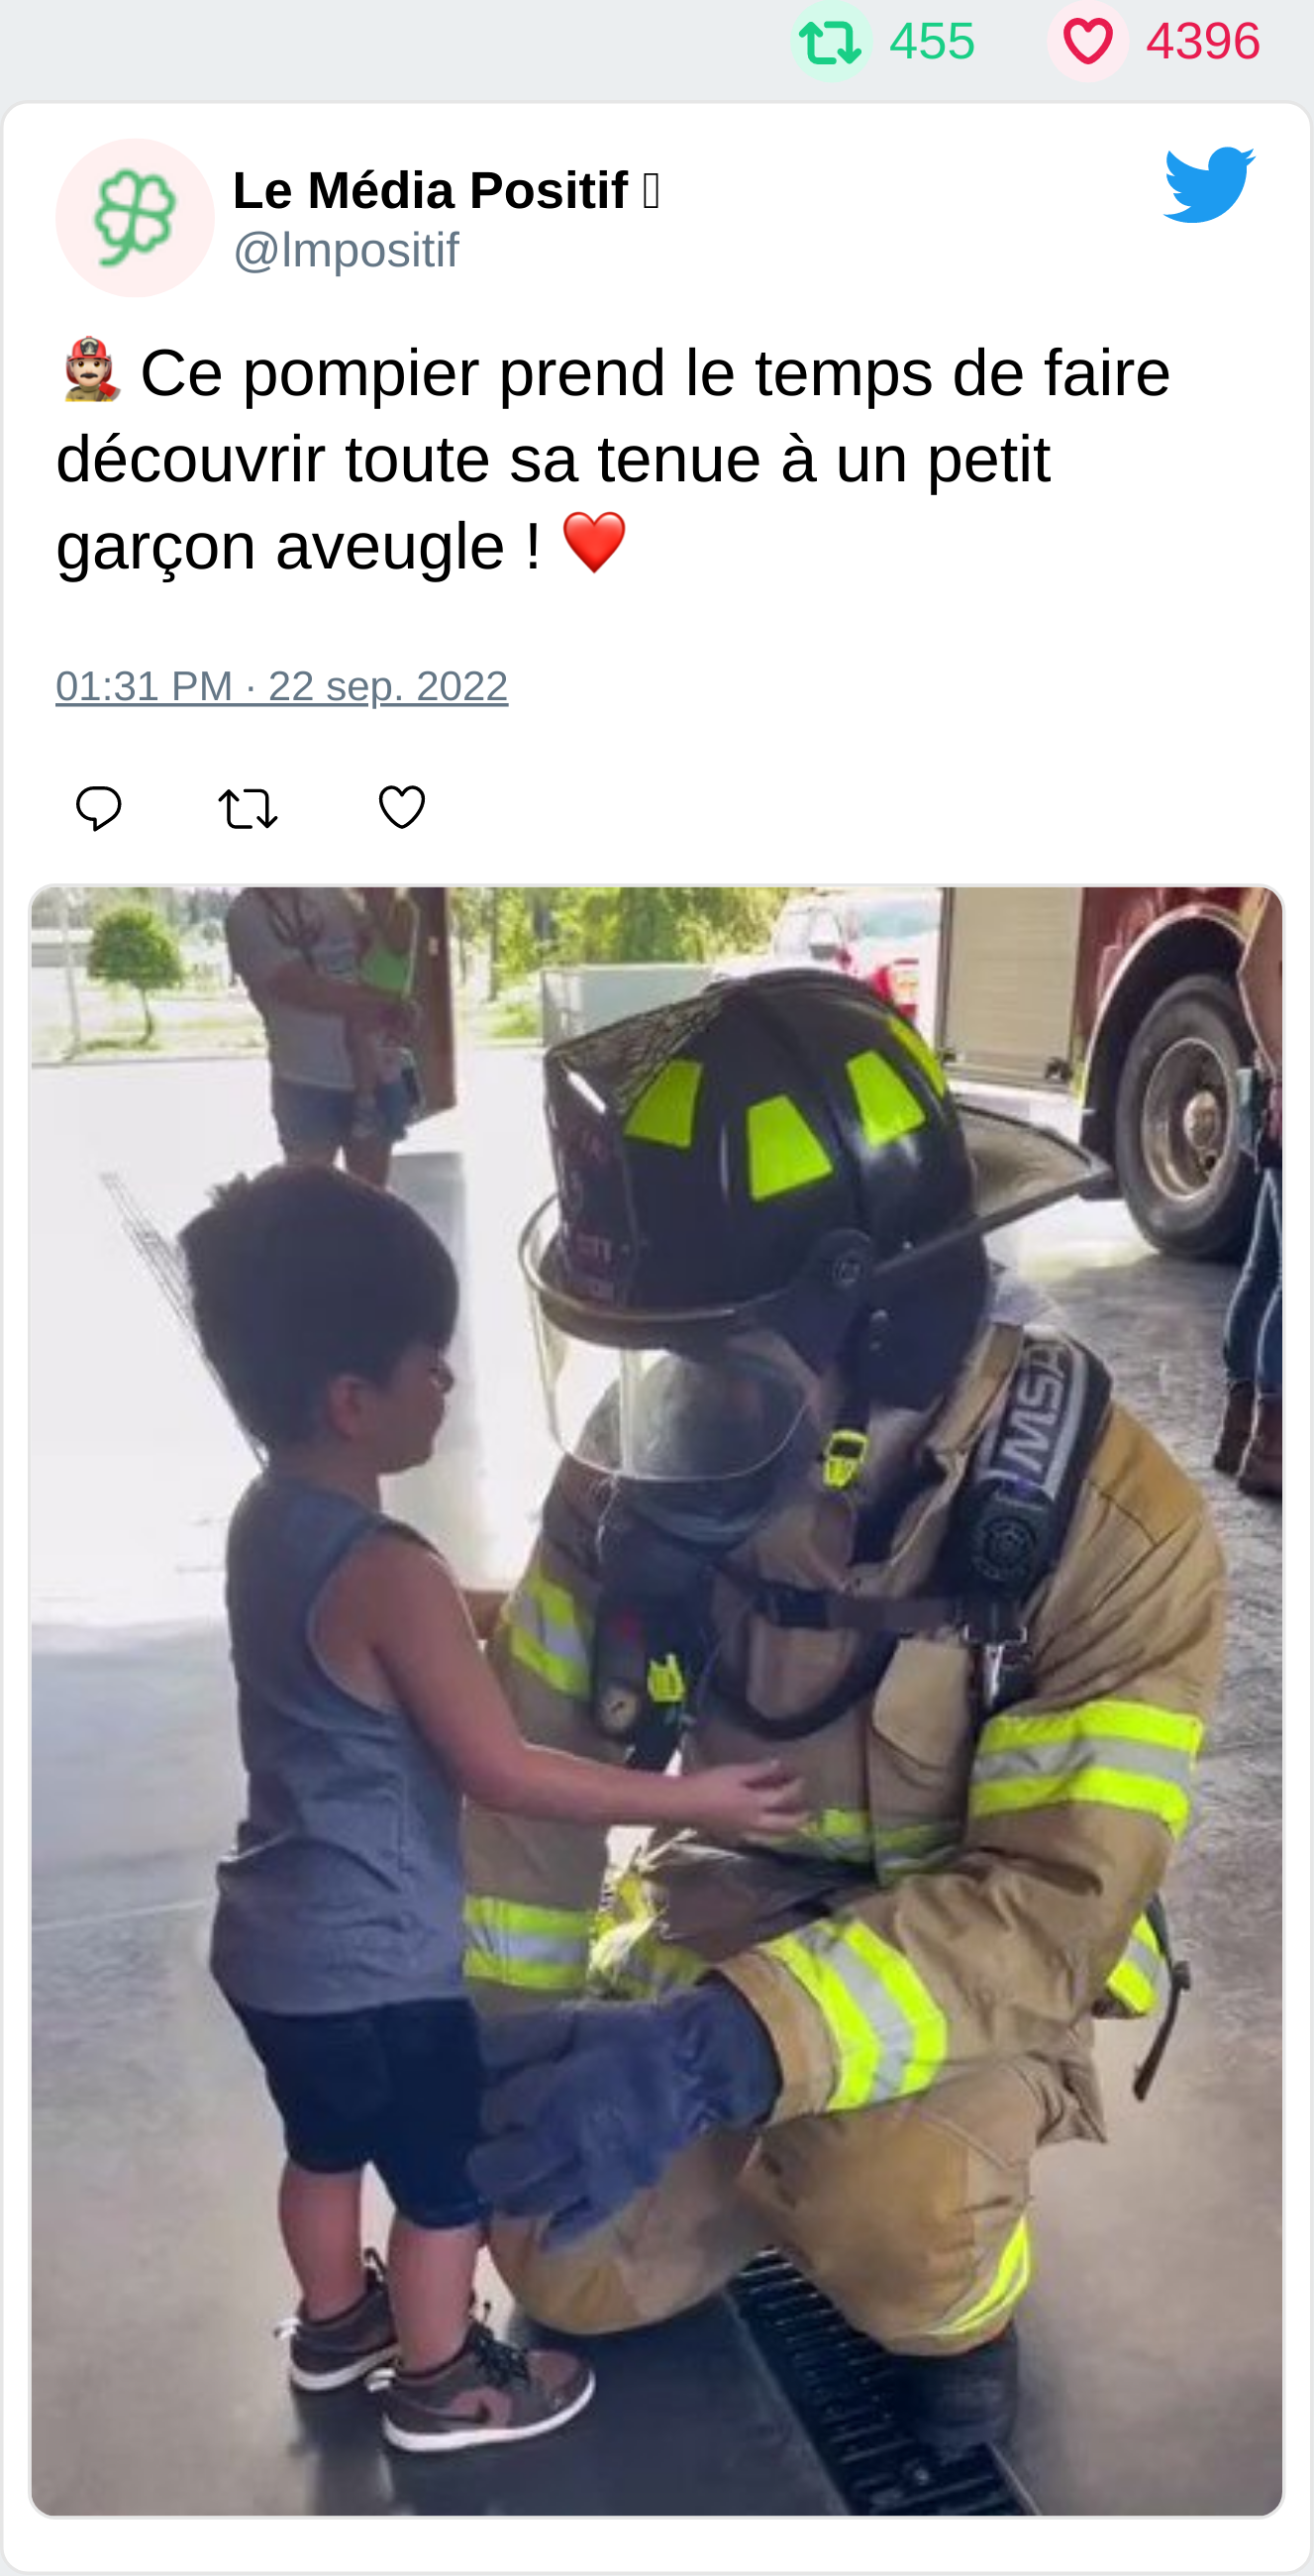 455 4396
Le Média Positif
@lmpositif
👨🏻‍🚒 Ce pompier prend le temps de faire
découvrir toute sa tenue à un petit
garçon aveugle ! ❤️
01:31 PM · 22 sep. 2022
MSA